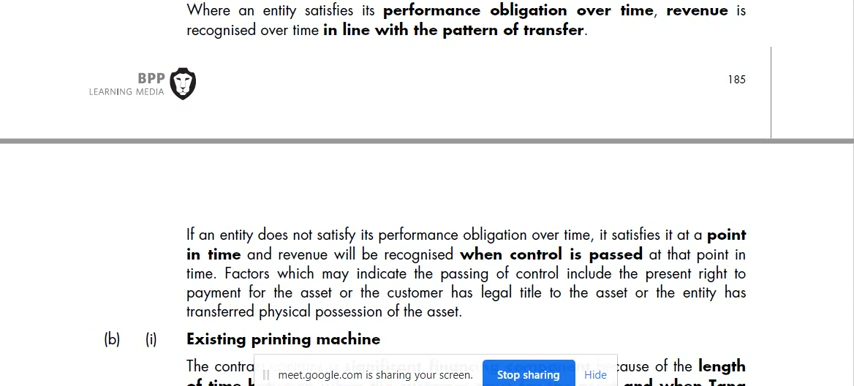 Where an entity satisfies its performance obligation over time, revenue is
recognised over time in line with the pattern of transfer.
BPP
LEARNING MEDIA
185
If an entity does not satisfy its performance obligation over time, it satisfies it at a point
in time and revenue will be recognised when control is passed at that point in
time. Factors which may indicate the passing of control include the present right to
payment for the asset or the customer has legal title to the asset or the entity has
transferred physical possession of the asset.
(b) (i) Existing printing machine
The contra cause of the length
meet.google.com is sharing your screen. Stop sharing Hide
of time and when Tang